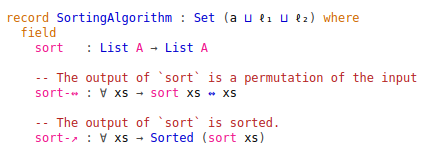 record SortingAlgorithm : Set (a ⊔ ℓ₁ ⊔ ℓ₂) where
field
sort : List A → List A
-- The output of `sort` is a permutation of the input
sort-↭ : ∀ xs → sort xs ↭ xs
-- The output of `sort` is sorted.
sort-↗ : ∀ xs → Sorted (sort xs)